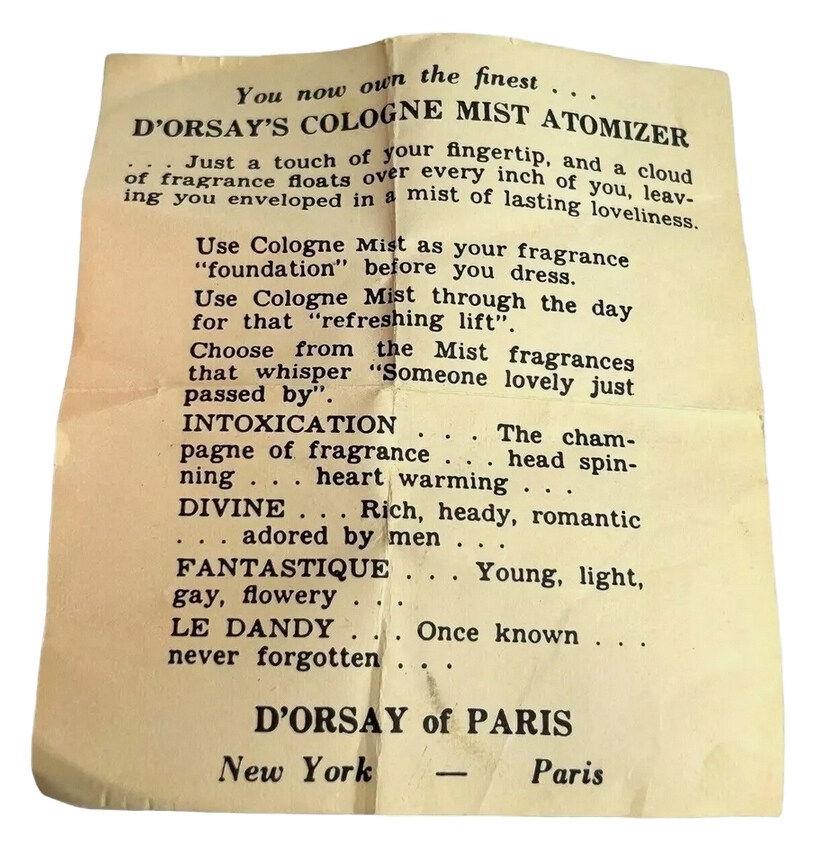 You now own the finest . . .
D'ORSAY'S COLOGNE MIST ATOMIZER
. . . Just a touch of your fingertip, and a cloud
of fragrance floats over every inch of you, leav-
ing you enveloped in a mist of lasting loveliness.
Use Cologne Mist as your fragrance
"foundation" before you dress.
Use Cologne Mist through the day
for that "refreshing lift".
Choose from the Mist fragrances
that whisper "Someone lovely just
passed by".
INTOXICATION . . . The cham-
pagne of fragrance . . . head spin-
ning . . . heart warming . . .
DIVINE . . . Rich, heady, romantic
. . . adored by men . . .
FANTASTIQUE . . . Young, light,
gay, flowery . . .
LE DANDY . . . Once known . . .
never forgotten . . .
D'ORSAY of PARIS
New York — Paris